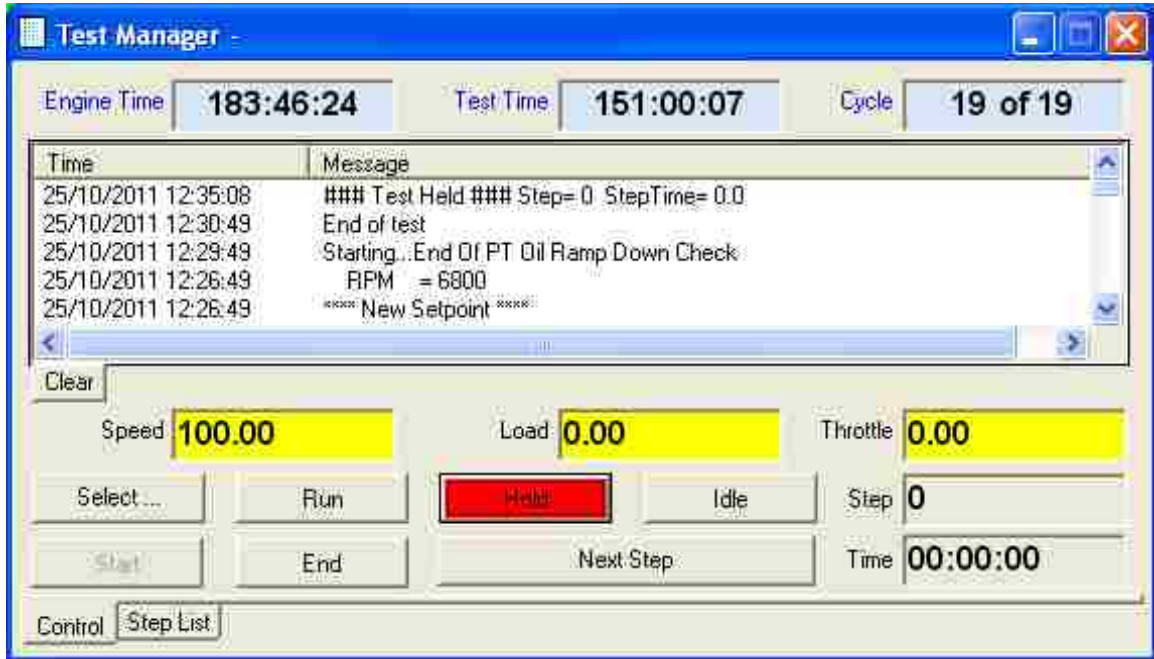 Test Manager -
Engine Time 183:46:24 Test Time 151:00:07 Cycle 19 of 19
Time Message
25/10/2011 12:35:08 ### Test Held ### Step= 0 StepTime= 0.0
25/10/2011 12:30:49 End of test
25/10/2011 12:29:49 Starting...End Of PT Oil Ramp Down Check
25/10/2011 12:26:49 RPM = 6800
25/10/2011 12:26:49 **** New Setpoint ****
Clear
Speed 100.00 Load 0.00 Throttle 0.00
Select ... Run Hold Idle Step 0
Start End Next Step Time 00:00:00
Control Step List